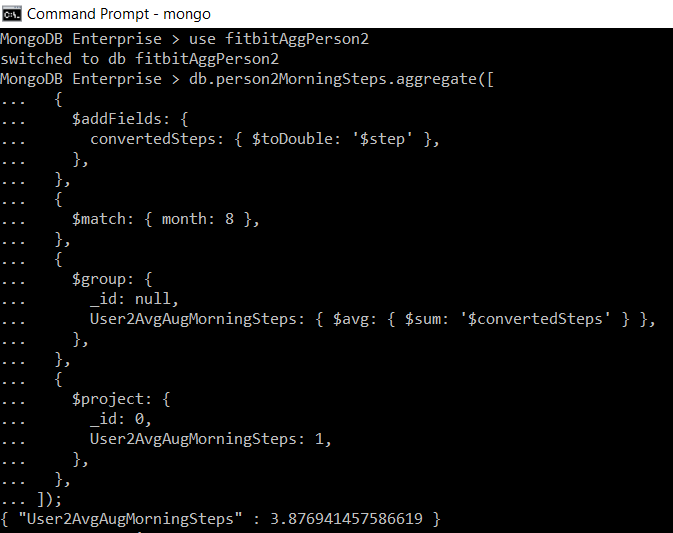 Command Prompt - mongo
MongoDB Enterprise > use fitbitAggPerson2
switched to db fitbitAggPerson2
MongoDB Enterprise > db.person2MorningSteps.aggregate([
...   {
...     $addFields: {
...       convertedSteps: { $toDouble: '$step' },
...     },
...   },
...   {
...     $match: { month: 8 },
...   },
...   {
...     $group: {
...       _id: null,
...       User2AvgAugMorningSteps: { $avg: { $sum: '$convertedSteps' } },
...     },
...   },
...   {
...     $project: {
...       _id: 0,
...       User2AvgAugMorningSteps: 1,
...     },
...   },
... ]);
{ "User2AvgAugMorningSteps" : 3.876941457586619 }